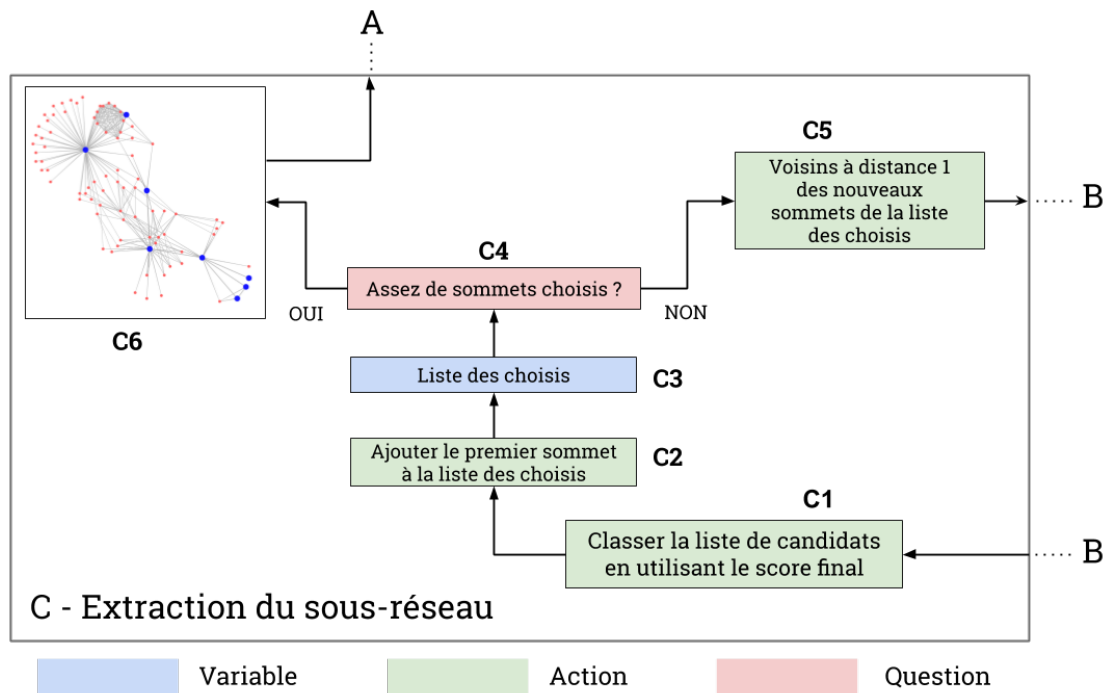 A
C5
Voisins à distance 1
des nouveaux
sommets de la liste
des choisis
B
C4
Assez de sommets choisis ?
OUI
NON
C6
Liste des choisis
C3
Ajouter le premier sommet
à la liste des choisis
C2
C1
Classer la liste de candidats
en utilisant le score final
B
C - Extraction du sous-réseau
Variable
Action
Question